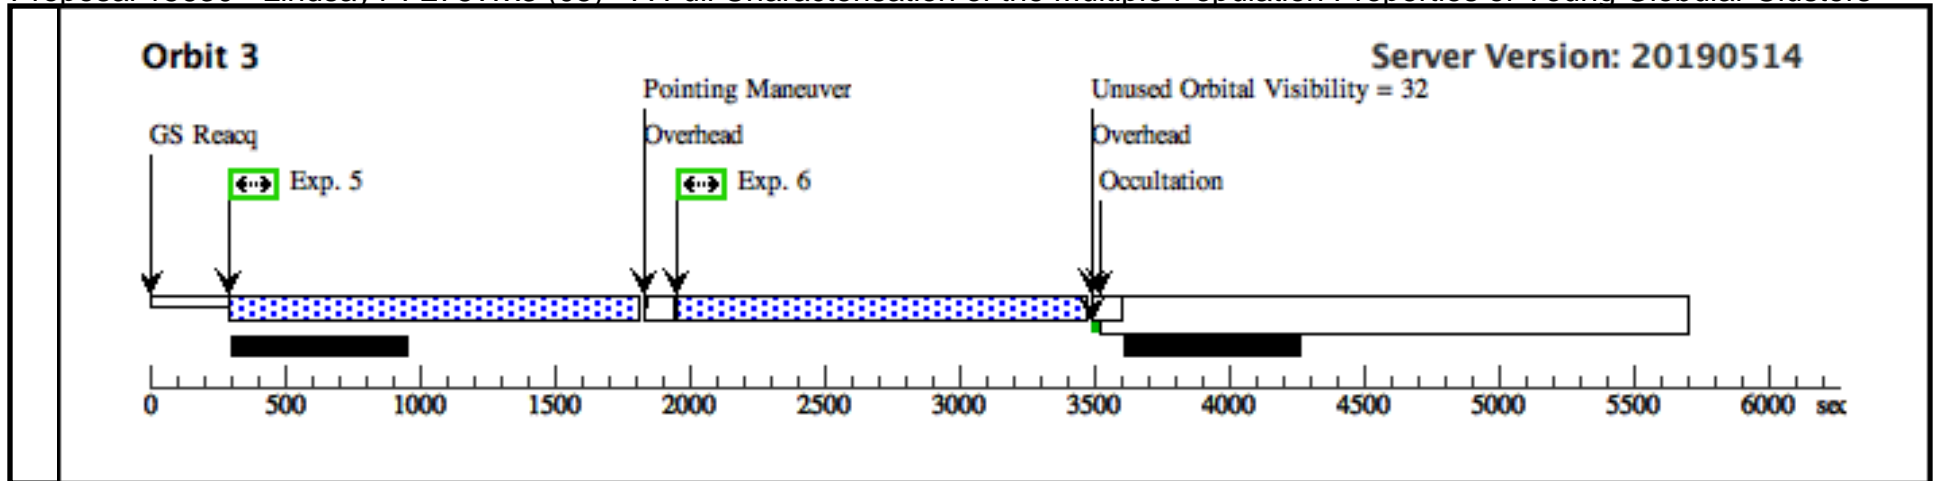 Orbit 3
Server Version: 20190514
Pointing Maneuver
Unused Orbital Visibility = 32
GS Reacq
Overhead
Overhead
Exp. 5
Exp. 6
Occultation
0 500 1000 1500 2000 2500 3000 3500 4000 4500 5000 5500 6000 sec